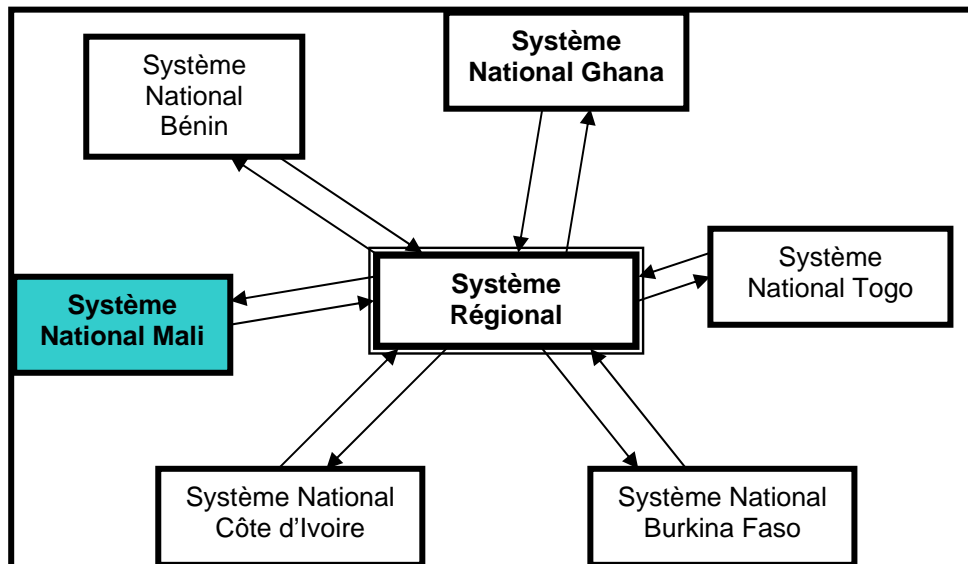 Système
National
Bénin
Système
National Ghana
Système
National Togo
Système
Régional
Système
National Mali
Système National
Côte d’Ivoire
Système National
Burkina Faso